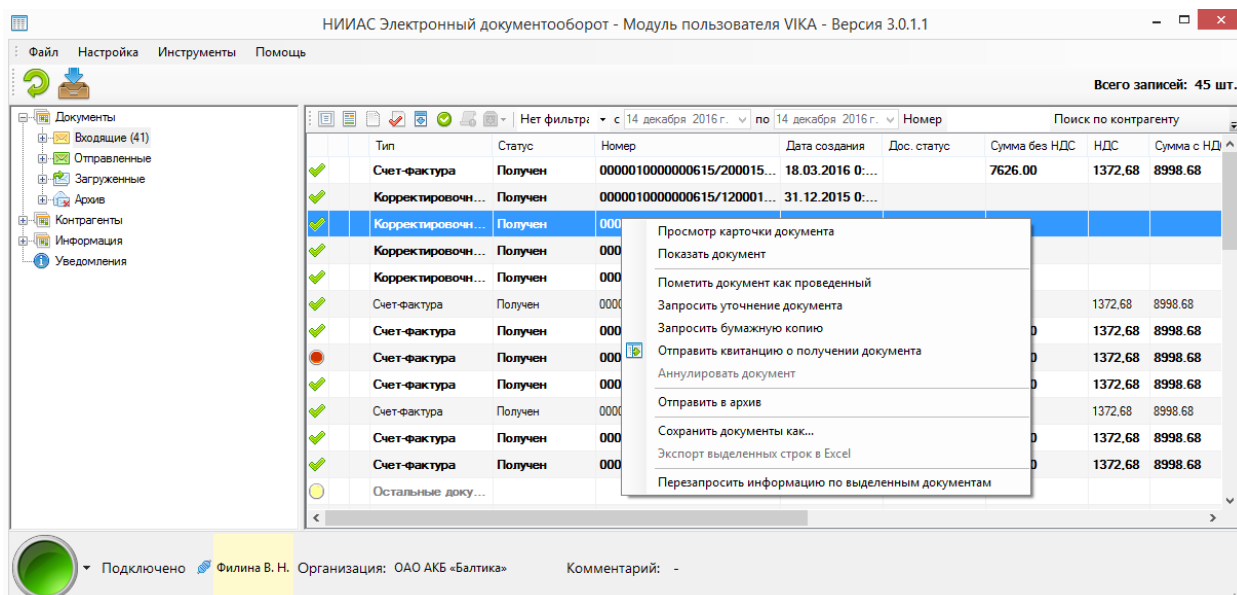 НИИАС Электронный документооборот - Модуль пользователя VIKA - Версия 3.0.1.1
Файл Настройка Инструменты Помощь
Всего записей: 45 шт.
Документы
Входящие (41)
Отправленные
Загруженные
Архив
Контрагенты
Информация
Уведомления
Нет фильтра с 14 декабря 2016 г. по 14 декабря 2016 г. Номер Поиск по контрагенту
Тип Статус Номер Дата создания Дос. статус Сумма без НДС НДС Сумма с НДС
Счет-фактура Получен 0000010000000615/200015... 18.03.2016 0:... 7626.00 1372,68 8998.68
Корректировочн... Получен 0000010000000615/120001... 31.12.2015 0:...
Корректировочн... Получен 000
Корректировочн... Получен 000
Корректировочн... Получен 000
Счет-фактура Получен 0000 1372,68 8998.68
Счет-фактура Получен 000 0 1372,68 8998.68
Счет-фактура Получен 000 0 1372,68 8998.68
Счет-фактура Получен 000 0 1372,68 8998.68
Счет-фактура Получен 0000 1372,68 8998.68
Счет-фактура Получен 000 0 1372,68 8998.68
Счет-фактура Получен 000 0 1372,68 8998.68
Остальные доку...
Просмотр карточки документа
Показать документ
Пометить документ как проведенный
Запросить уточнение документа
Запросить бумажную копию
Отправить квитанцию о получении документа
Аннулировать документ
Отправить в архив
Сохранить документы как...
Экспорт выделенных строк в Excel
Перезапросить информацию по выделенным документам
Подключено Филина В. Н. Организация: ОАО АКБ «Балтика» Комментарий: -